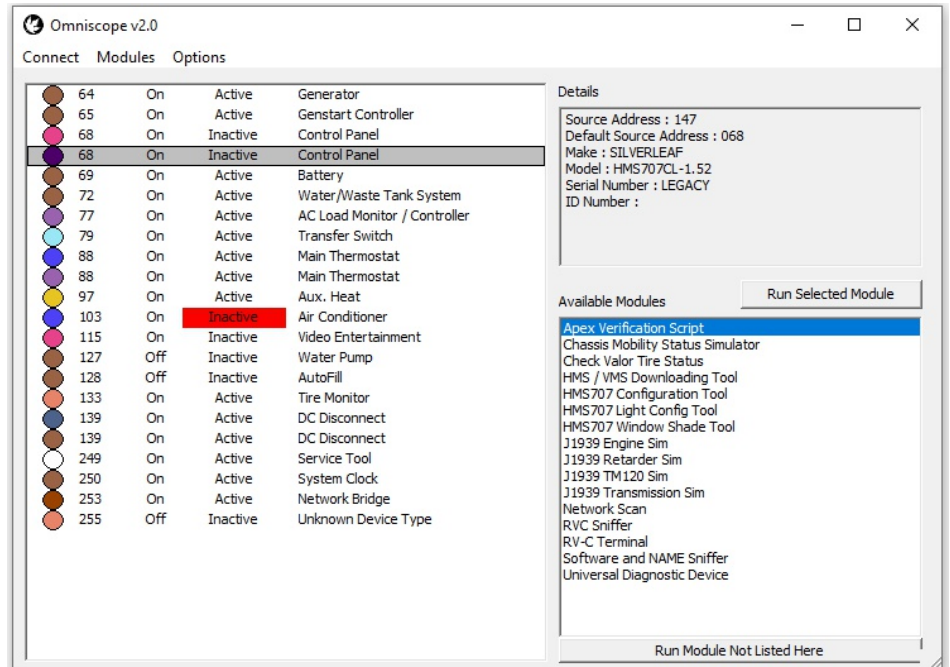 Omniscope v2.0
Connect Modules Options
64 On Active Generator
65 On Active Genstart Controller
68 On Inactive Control Panel
68 On Inactive Control Panel
69 On Active Battery
72 On Active Water/Waste Tank System
77 On Active AC Load Monitor / Controller
79 On Active Transfer Switch
88 On Active Main Thermostat
88 On Active Main Thermostat
97 On Active Aux. Heat
103 On Inactive Air Conditioner
115 On Inactive Video Entertainment
127 Off Inactive Water Pump
128 Off Inactive AutoFill
133 On Active Tire Monitor
139 On Active DC Disconnect
139 On Active DC Disconnect
249 On Active Service Tool
250 On Active System Clock
253 On Active Network Bridge
255 Off Inactive Unknown Device Type
Details
Source Address : 147
Default Source Address : 068
Make : SILVERLEAF
Model : HMS707CL-1.52
Serial Number : LEGACY
ID Number :
Run Selected Module
Available Modules
Apex Verification Script
Chassis Mobility Status Simulator
Check Valor Tire Status
HMS / VMS Downloading Tool
HMS707 Configuration Tool
HMS707 Light Config Tool
HMS707 Window Shade Tool
J1939 Engine Sim
J1939 Retarder Sim
J1939 TM120 Sim
J1939 Transmission Sim
Network Scan
RVC Sniffer
RV-C Terminal
Software and NAME Sniffer
Universal Diagnostic Device
Run Module Not Listed Here